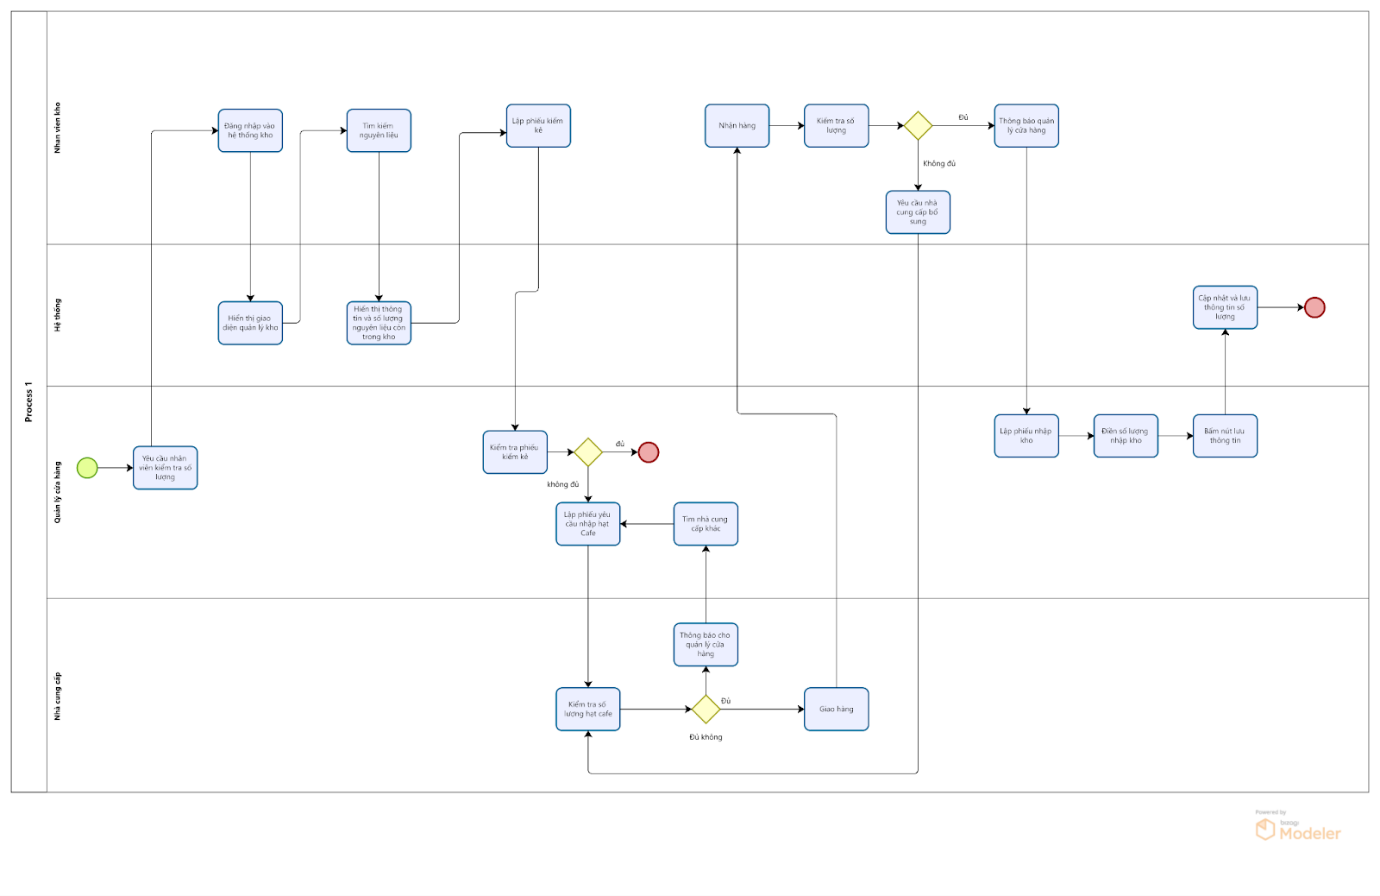 Process 1
Nhan vien kho
Đăng nhập vào
hệ thống kho
Tìm kiếm
nguyên liệu
Lập phiếu kiểm
kê
Nhận hàng
Kiểm tra số
lượng
Đủ
Thông báo quản
lý cửa hàng
Không đủ
Yêu cầu nhà
cung cấp bổ
sung
Hệ thống
Hiển thị giao
diện quản lý kho
Hiển thị thông
tin và số lượng
nguyên liệu còn
trong kho
Cập nhật và lưu
thông tin số
lượng
Quản lý cửa hàng
Yêu cầu nhân
viên kiểm tra số
lượng
Kiểm tra phiếu
kiểm kê
đủ
không đủ
Lập phiếu yêu
cầu nhập hạt
Cafe
Tìm nhà cung
cấp khác
Lập phiếu nhập
kho
Điền số lượng
nhập kho
Bấm nút lưu
thông tin
Nhà cung cấp
Thông báo cho
quản lý cửa
hàng
Kiểm tra số
lượng hạt cafe
Đủ
Đủ không
Giao hàng
Powered by
bizagi
Modeler